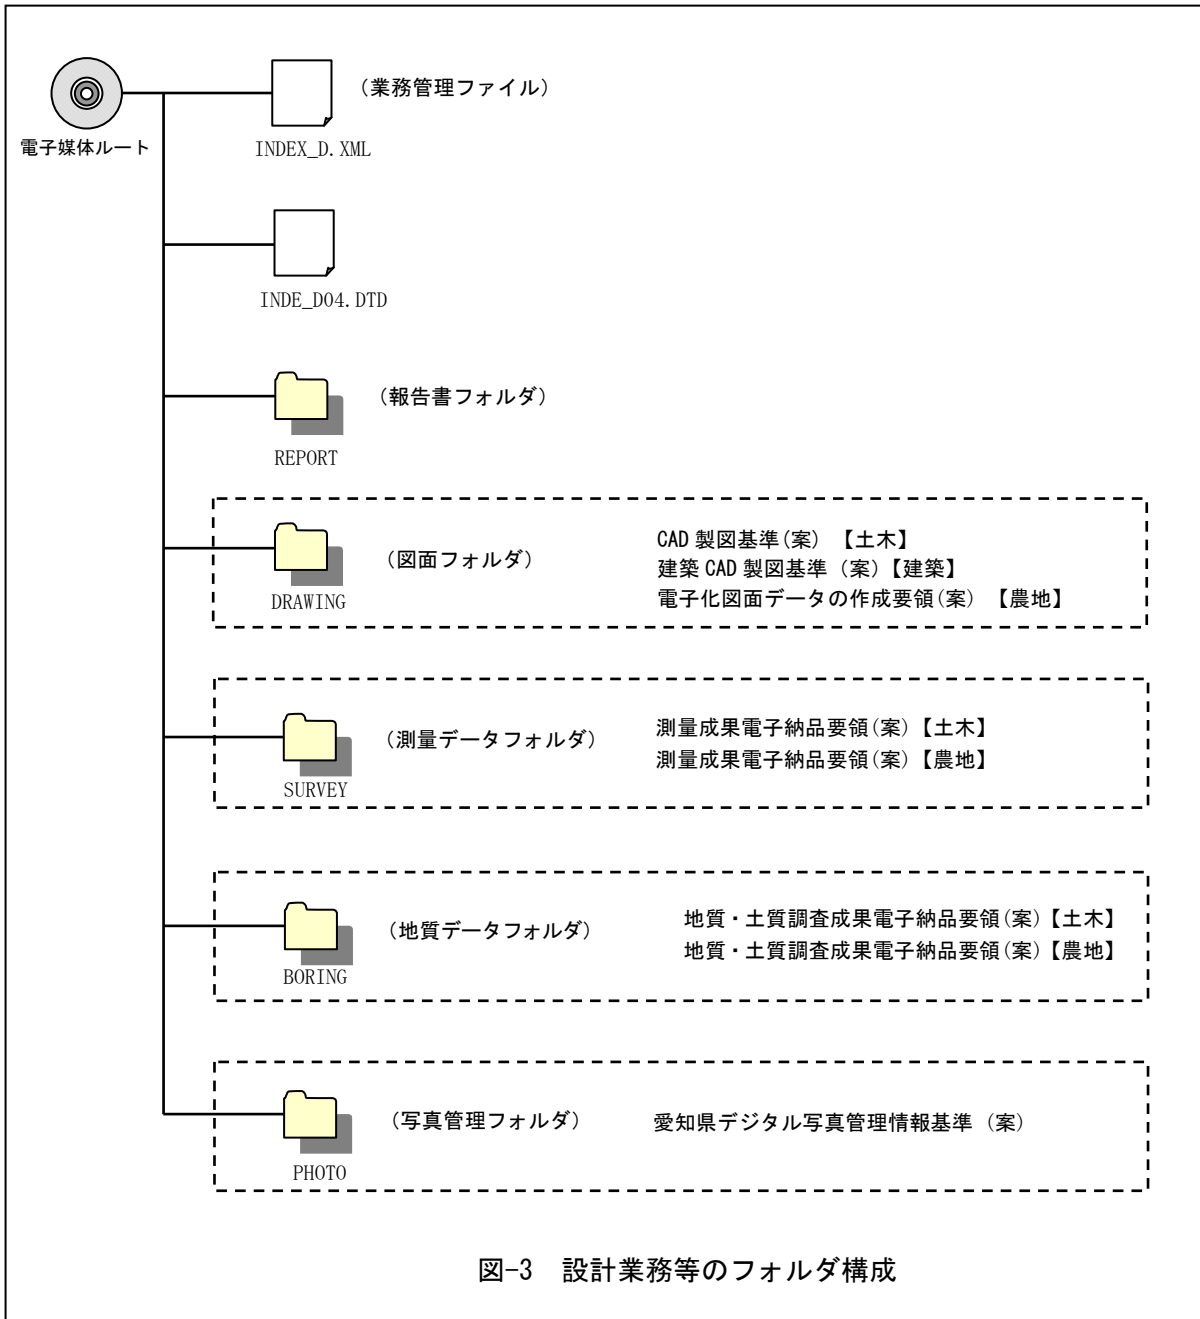 (業務管理ファイル)
電子媒体ルート
INDEX_D.XML
INDE_D04.DTD
(報告書フォルダ)
REPORT
(図面フォルダ)
CAD 製図基準(案) 【土木】
建築 CAD 製図基準 (案)【建築】
電子化図面データの作成要領(案) 【農地】
DRAWING
(測量データフォルダ)
測量成果電子納品要領(案)【土木】
測量成果電子納品要領(案)【農地】
SURVEY
(地質データフォルダ)
地質・土質調査成果電子納品要領(案)【土木】
地質・土質調査成果電子納品要領(案)【農地】
BORING
(写真管理フォルダ)
愛知県デジタル写真管理情報基準 (案)
PHOTO
図-3 設計業務等のフォルダ構成